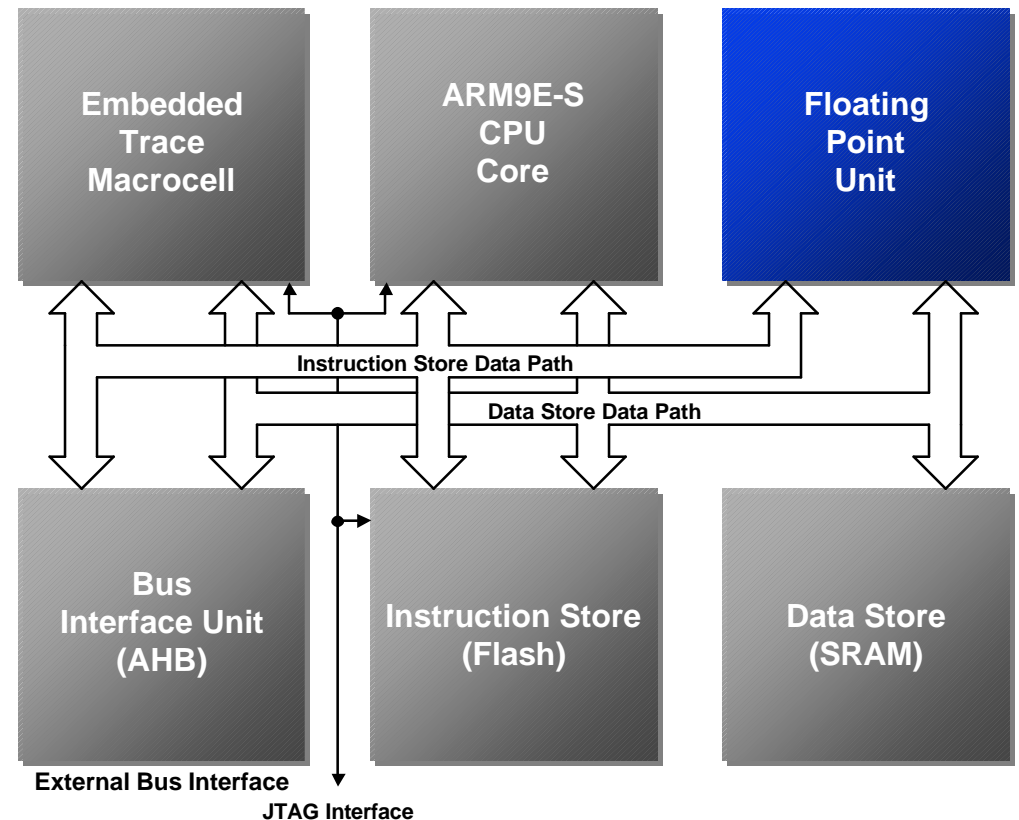 Embedded
Trace
Macrocell
ARM9E-S
CPU
Core
Floating
Point
Unit
Instruction Store Data Path
Data Store Data Path
Bus
Interface Unit
(AHB)
Instruction Store
(Flash)
Data Store
(SRAM)
External Bus Interface
JTAG Interface